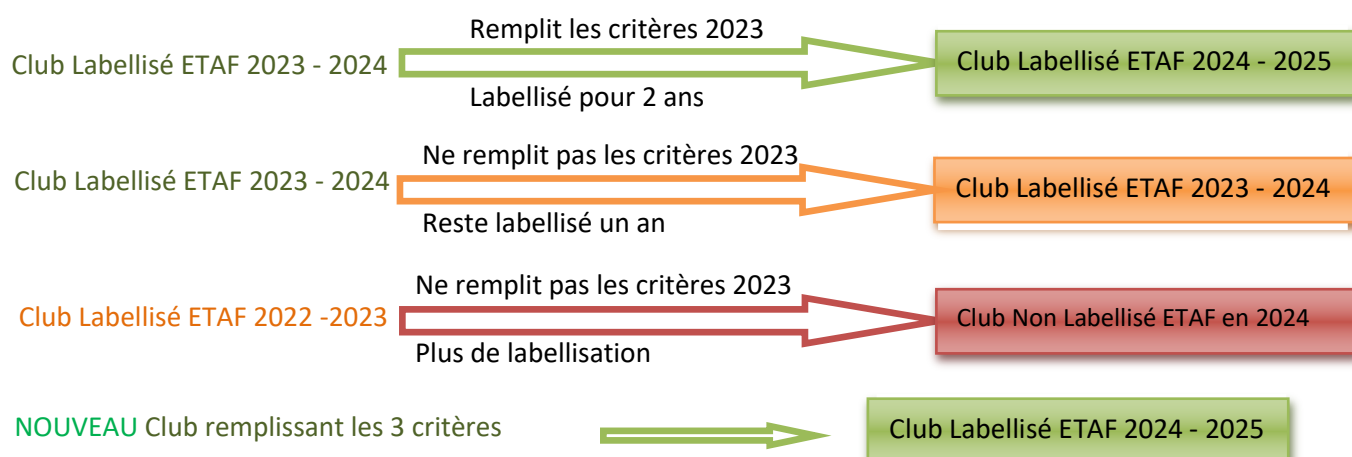 Remplit les critères 2023
Club Labellisé ETAF 2023 - 2024
Club Labellisé ETAF 2024 - 2025
Labellisé pour 2 ans
Ne remplit pas les critères 2023
Club Labellisé ETAF 2023 - 2024
Club Labellisé ETAF 2023 - 2024
Reste labellisé un an
Ne remplit pas les critères 2023
Club Labellisé ETAF 2022 -2023
Club Non Labellisé ETAF en 2024
Plus de labellisation
NOUVEAU Club remplissant les 3 critères
Club Labellisé ETAF 2024 - 2025